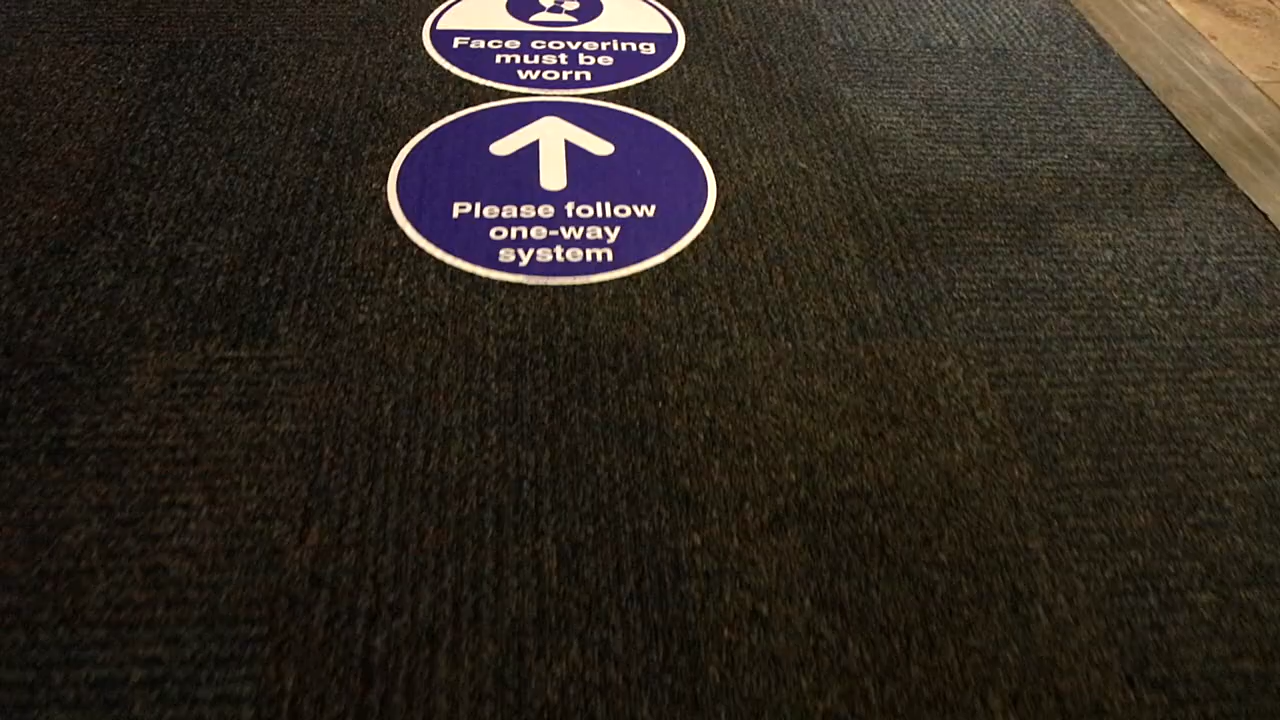 Face covering
must be
worn
Please follow
one-way
system